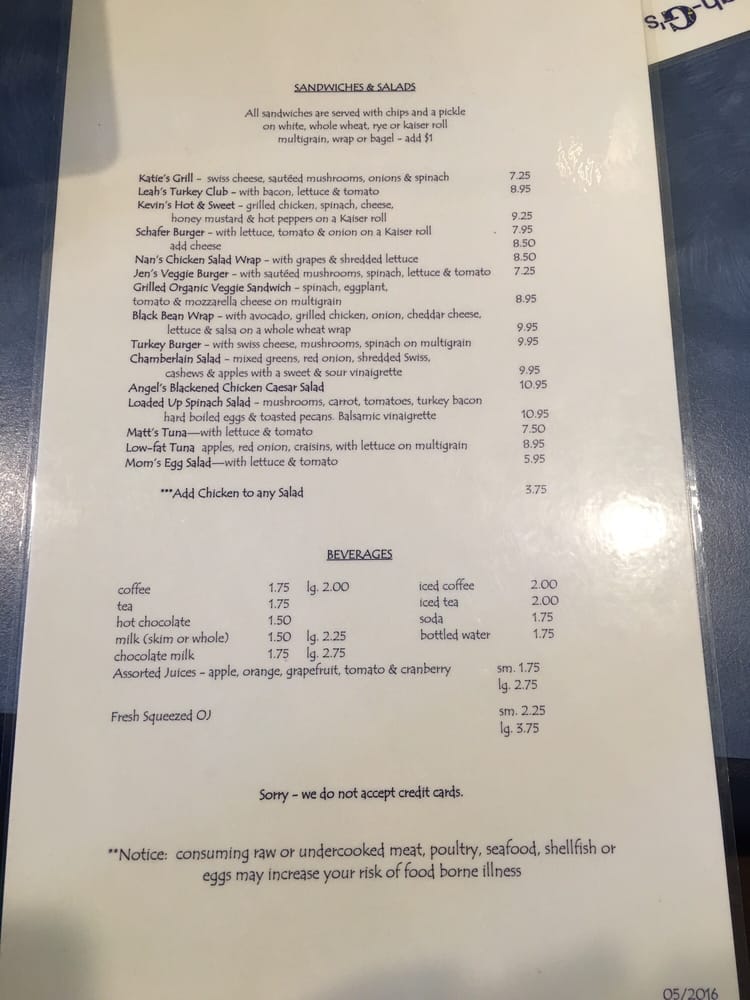 h-G's
SANDWICHES & SALADS
All sandwiches are served with chips and a pickle
on white, whole wheat, rye or kaiser roll
multigrain, wrap or bagel - add $1
Katie's Grill - swiss cheese, sautéed mushrooms, onions & spinach 7.25
Leah's Turkey Club - with bacon, lettuce & tomato 8.95
Kevin's Hot & Sweet - grilled chicken, spinach, cheese,
honey mustard & hot peppers on a Kaiser roll 9.25
Schafer Burger - with lettuce, tomato & onion on a Kaiser roll 7.95
add cheese 8.50
Nan's Chicken Salad Wrap - with grapes & shredded lettuce 8.50
Jen's Veggie Burger - with sautéed mushrooms, spinach, lettuce & tomato 7.25
Grilled Organic Veggie Sandwich - spinach, eggplant,
tomato & mozzarella cheese on multigrain 8.95
Black Bean Wrap - with avocado, grilled chicken, onion, cheddar cheese,
lettuce & salsa on a whole wheat wrap 9.95
Turkey Burger - with swiss cheese, mushrooms, spinach on multigrain 9.95
Chamberlain Salad - mixed greens, red onion, shredded Swiss,
cashews & apples with a sweet & sour vinaigrette 9.95
Angel's Blackened Chicken Caesar Salad 10.95
Loaded Up Spinach Salad - mushrooms, carrot, tomatoes, turkey bacon
hard boiled eggs & toasted pecans. Balsamic vinaigrette 10.95
Matt's Tuna—with lettuce & tomato 7.50
Low-fat Tuna apples, red onion, craisins, with lettuce on multigrain 8.95
Mom's Egg Salad—with lettuce & tomato 5.95
***Add Chicken to any Salad 3.75
BEVERAGES
coffee 1.75 lg. 2.00 iced coffee 2.00
tea 1.75 iced tea 2.00
hot chocolate 1.50 soda 1.75
milk (skim or whole) 1.50 lg. 2.25 bottled water 1.75
chocolate milk 1.75 lg. 2.75
Assorted Juices - apple, orange, grapefruit, tomato & cranberry sm. 1.75
lg. 2.75
Fresh Squeezed OJ sm. 2.25
lg. 3.75
Sorry - we do not accept credit cards.
**Notice: consuming raw or undercooked meat, poultry, seafood, shellfish or
eggs may increase your risk of food borne illness
05/2016